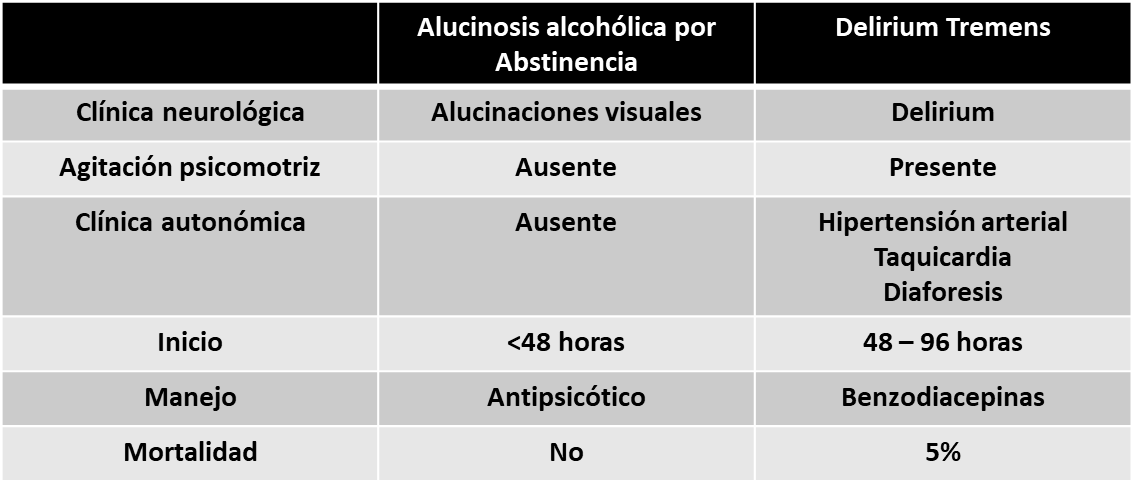 Alucinosis alcohólica por
Abstinencia
Delirium Tremens
Clínica neurológica
Alucinaciones visuales
Delirium
Agitación psicomotriz
Ausente
Presente
Clínica autonómica
Ausente
Hipertensión arterial
Taquicardia
Diaforesis
Inicio
<48 horas
48 – 96 horas
Manejo
Antipsicótico
Benzodiacepinas
Mortalidad
No
5%